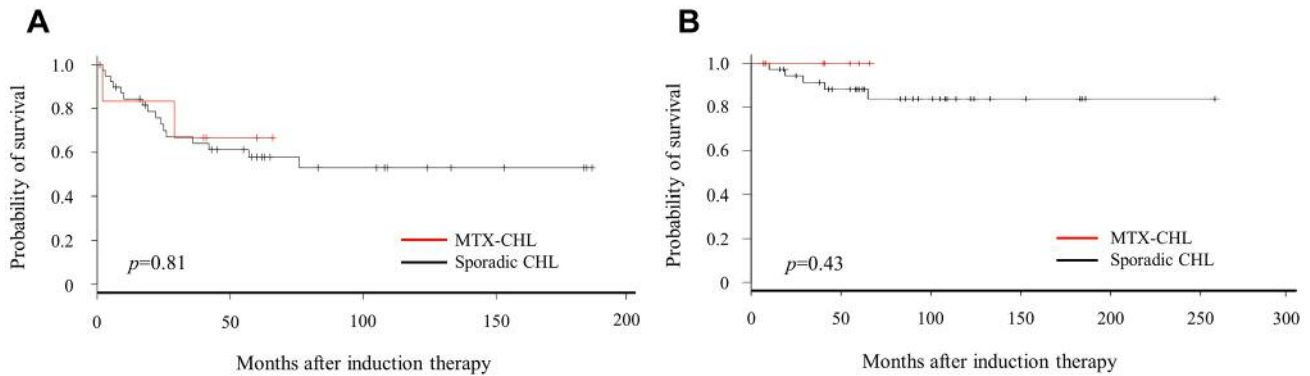 A
Probability of survival
1.0
0.8
0.6
0.4
0.2
0
MTX-CHL
Sporadic CHL
p=0.81
0 50 100 150 200
Months after induction therapy
B
Probability of survival
1.0
0.8
0.6
0.4
0.2
0
MTX-CHL
Sporadic CHL
p=0.43
0 50 100 150 200 250 300
Months after induction therapy